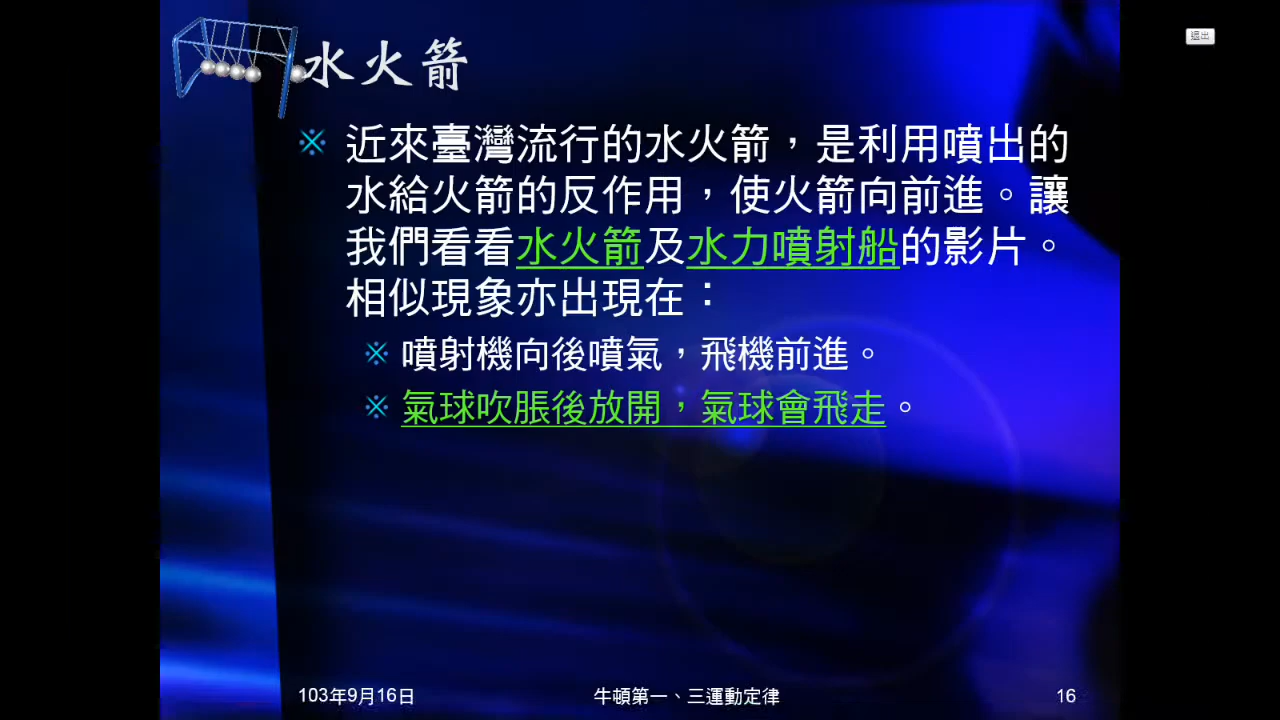 水火箭
退出
※ 近來臺灣流行的水火箭，是利用噴出的
水給火箭的反作用，使火箭向前進。讓
我們看看水火箭及水力噴射船的影片。
相似現象亦出現在：
※ 噴射機向後噴氣，飛機前進。
※ 氣球吹脹後放開，氣球會飛走。
103年9月16日
牛頓第一、三運動定律
16